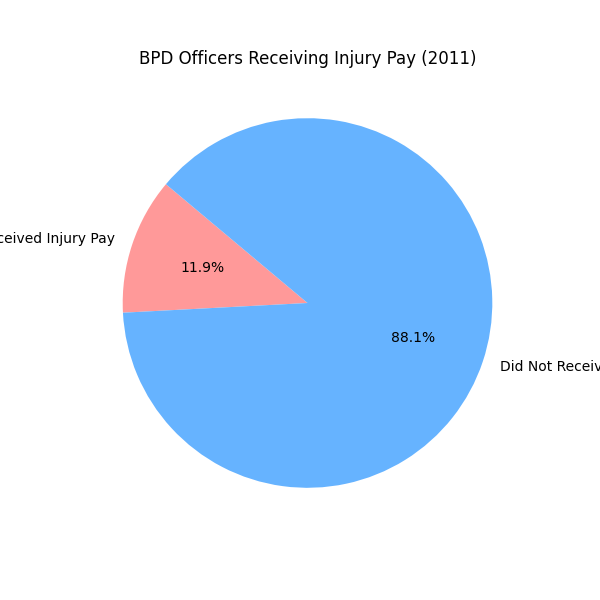 BPD Officers Receiving Injury Pay (2011)
ceived Injury Pay
11.9%
88.1%
Did Not Receiv